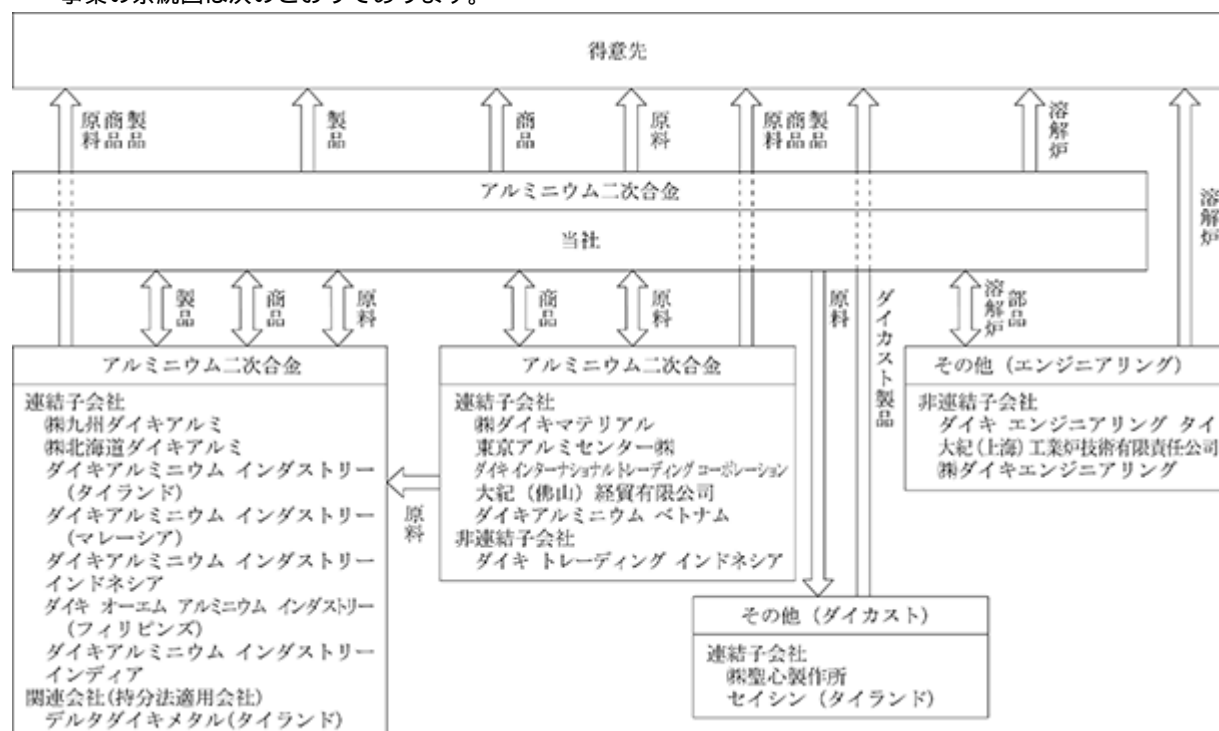 事業の系統図は次のとおりであります。
得意先
原料
商品
製品
製品
商品
原料
原料
商品
製品
溶解炉
溶解炉
アルミニウム二次合金
当社
製品
商品
原料
商品
原料
原料
ダイカスト製品
溶解炉
部品
アルミニウム二次合金
連結子会社
㈱九州ダイキアルミ
㈱北海道ダイキアルミ
ダイキアルミニウム インダストリー
(タイランド)
ダイキアルミニウム インダストリー
(マレーシア)
ダイキアルミニウム インダストリー
インドネシア
ダイキ オーエム アルミニウム インダストリー
(フィリピンズ)
ダイキアルミニウム インダストリー
インディア
関連会社(持分法適用会社)
デルタダイキメタル(タイランド)
原料
アルミニウム二次合金
連結子会社
㈱ダイキマテリアル
東京アルミセンター㈱
ダイキインターナショナルトレーディングコーポレーション
大紀（佛山）経貿有限公司
ダイキアルミニウム ベトナム
非連結子会社
ダイキ トレーディング インドネシア
その他（エンジニアリング）
非連結子会社
ダイキ エンジニアリング タイ
大紀(上海)工業炉技術有限責任公司
㈱ダイキエンジニアリング
その他（ダイカスト）
連結子会社
㈱聖心製作所
セイシン（タイランド）